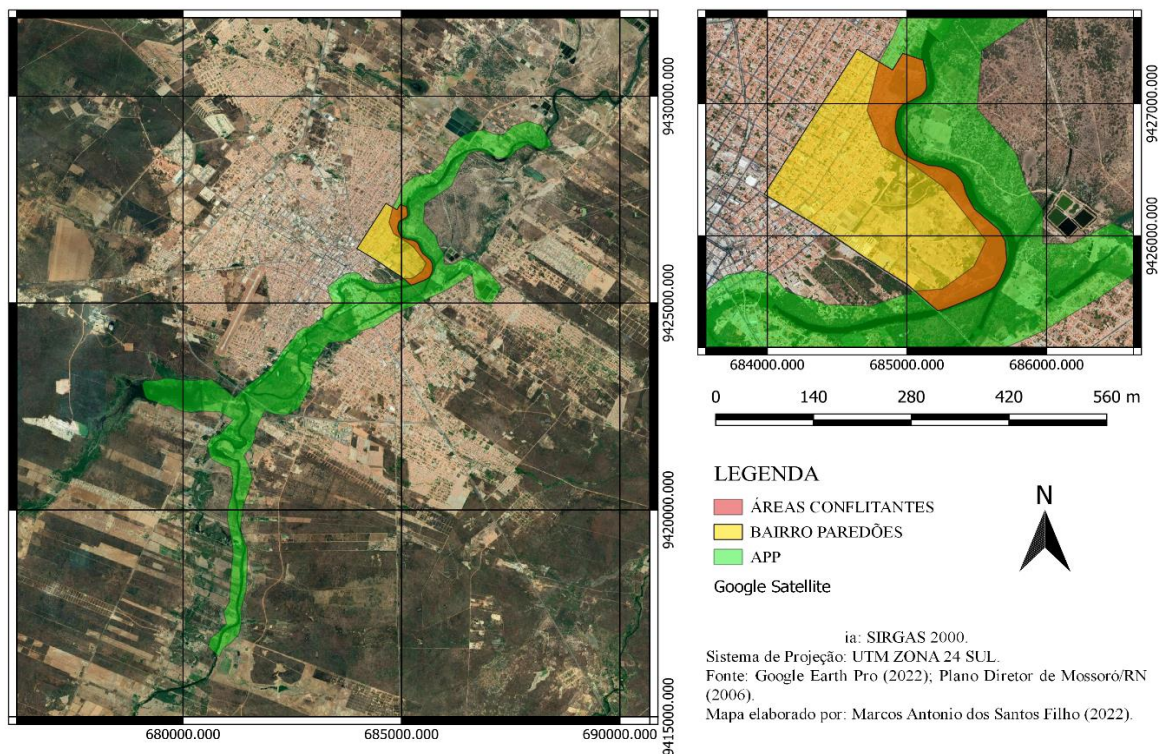 9430000.000
9425000.000
9420000.000
9415000.000
680000.000
685000.000
690000.000
9427000.000
9426000.000
684000.000
685000.000
686000.000
0 140 280 420 560 m
LEGENDA
ÁREAS CONFLITANTES
BAIRRO PAREDÕES
APP
Google Satellite
N
ia: SIRGAS 2000.
Sistema de Projeção: UTM ZONA 24 SUL.
Fonte: Google Earth Pro (2022); Plano Diretor de Mossoró/RN
(2006).
Mapa elaborado por: Marcos Antonio dos Santos Filho (2022).